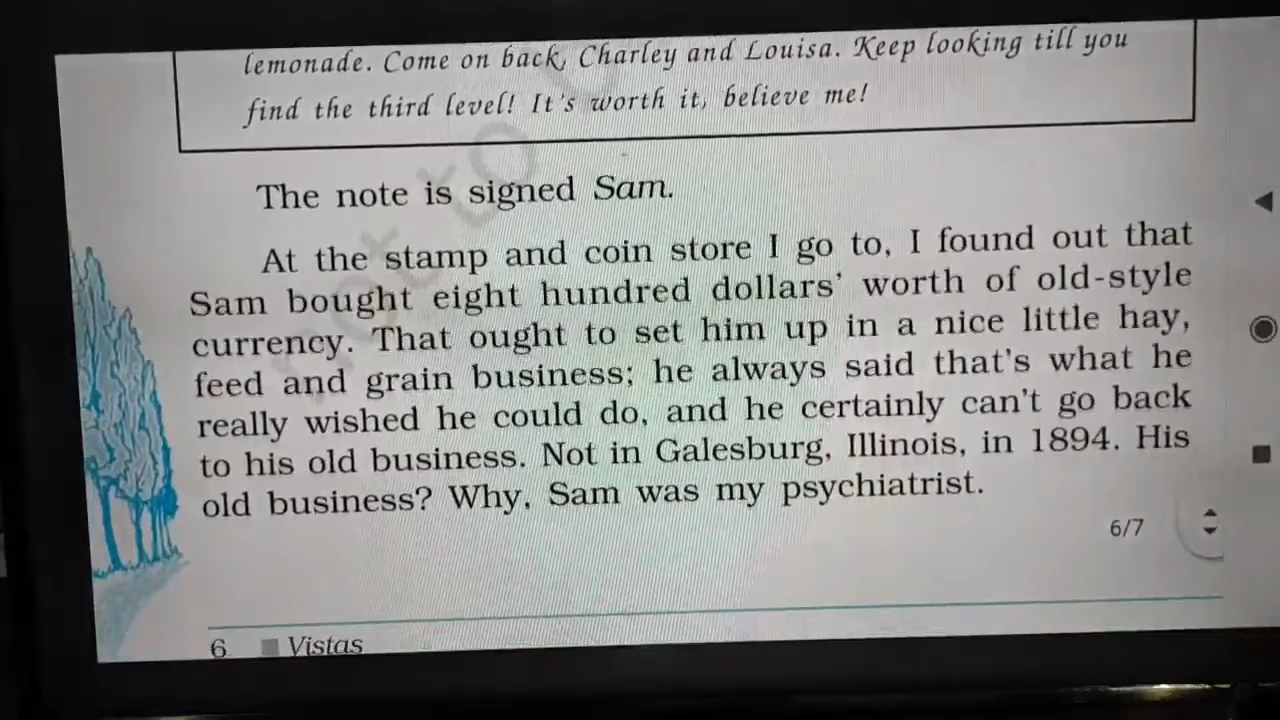 lemonade. Come on back, Charley and Louisa. Keep looking till you
find the third level! It's worth it, believe me!
The note is signed Sam.
At the stamp and coin store I go to, I found out that
Sam bought eight hundred dollars' worth of old-style
currency. That ought to set him up in a nice little hay,
feed and grain business; he always said that's what he
really wished he could do, and he certainly can't go back
to his old business. Not in Galesburg, Illinois, in 1894. His
old business? Why, Sam was my psychiatrist.
6/7
6 Vistas
not to